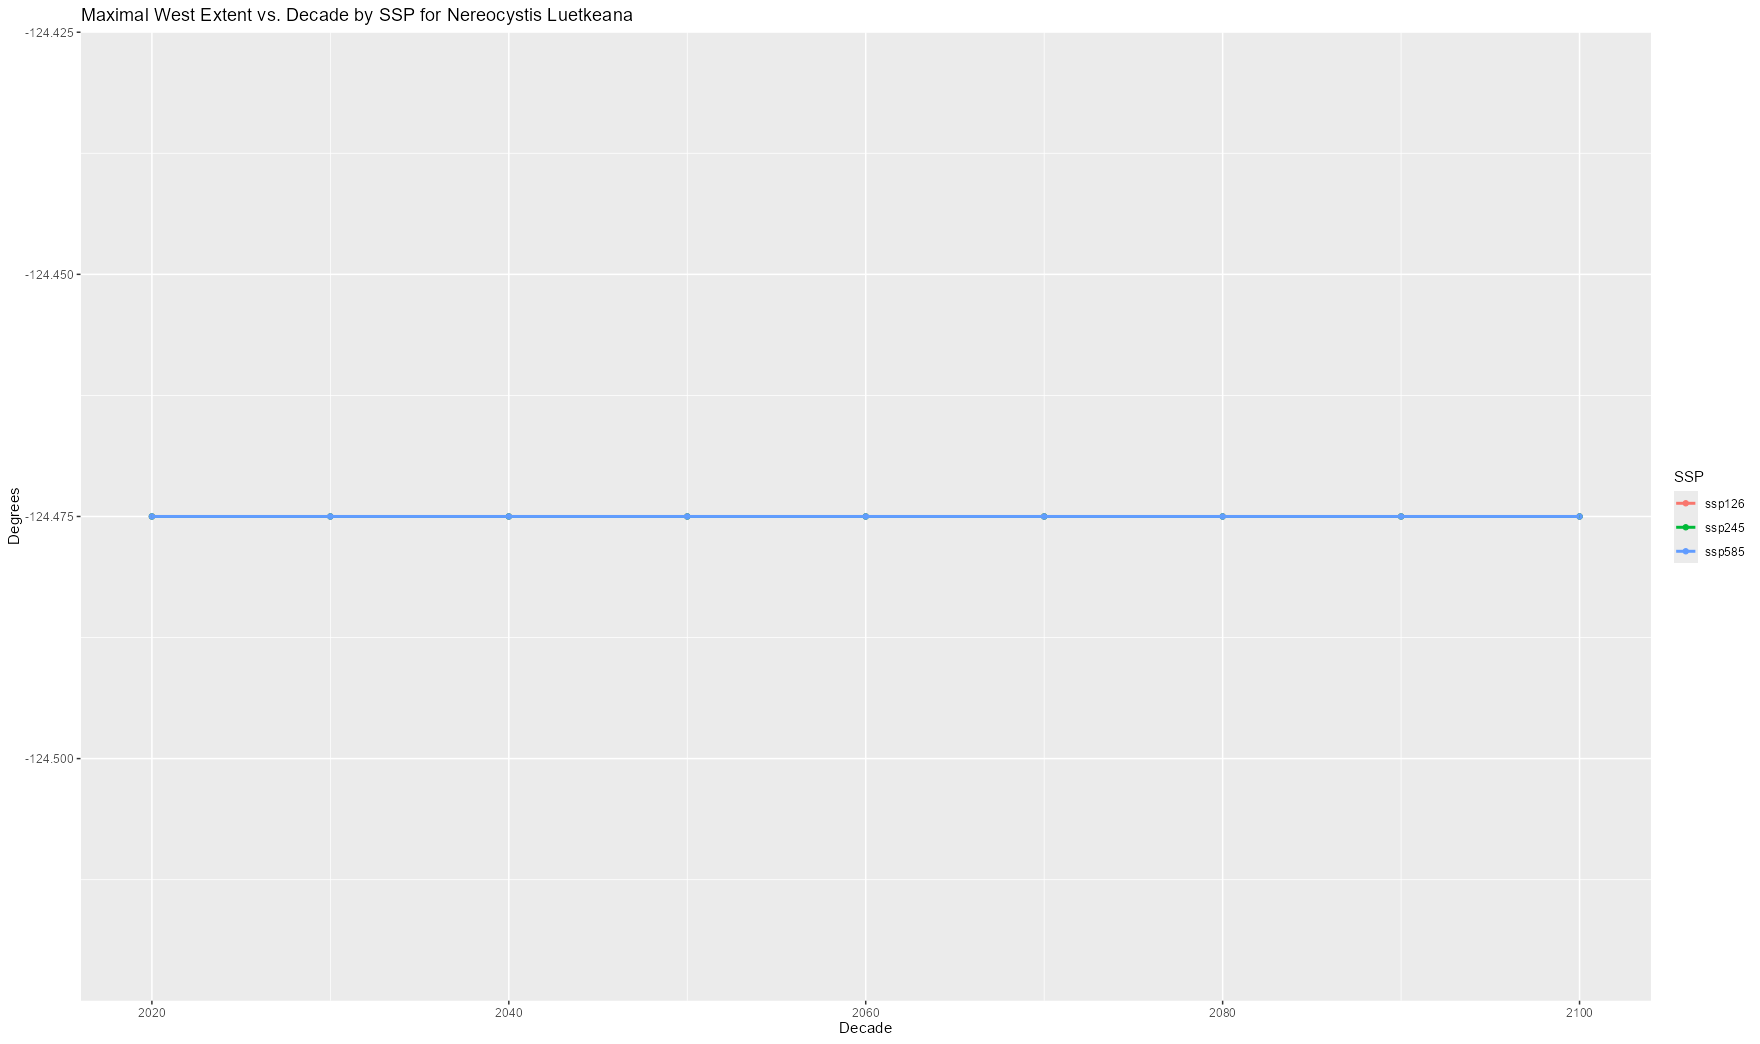 Maximal West Extent vs. Decade by SSP for Nereocystis Luetkeana
-124.425
-124.450
-124.475
-124.500
Degrees
2020
2040
2060
2080
2100
Decade
SSP
ssp126
ssp245
ssp585